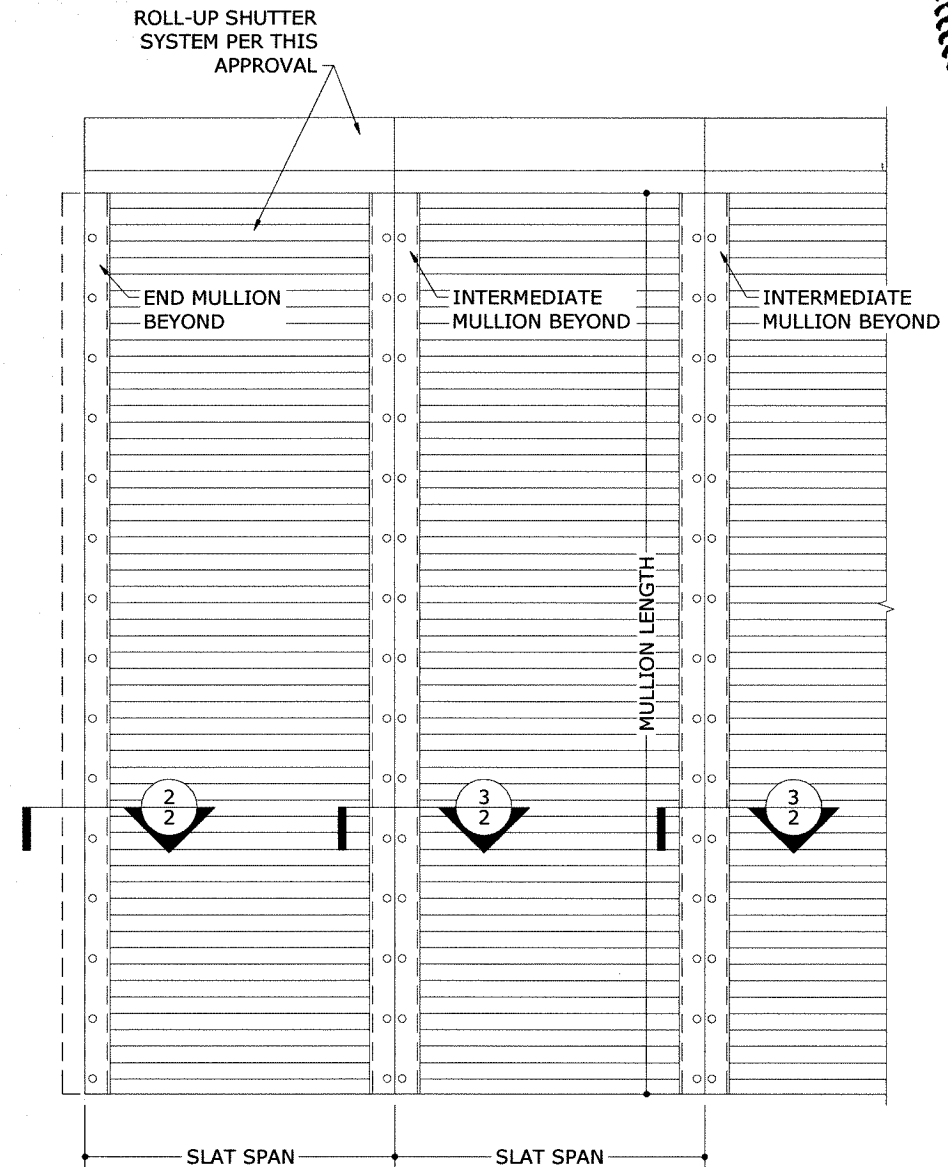 ROLL-UP SHUTTER
SYSTEM PER THIS
APPROVAL
END MULLION
BEYOND
INTERMEDIATE
MULLION BEYOND
INTERMEDIATE
MULLION BEYOND
MULLION LENGTH
2
2
3
2
3
2
SLAT SPAN
SLAT SPAN